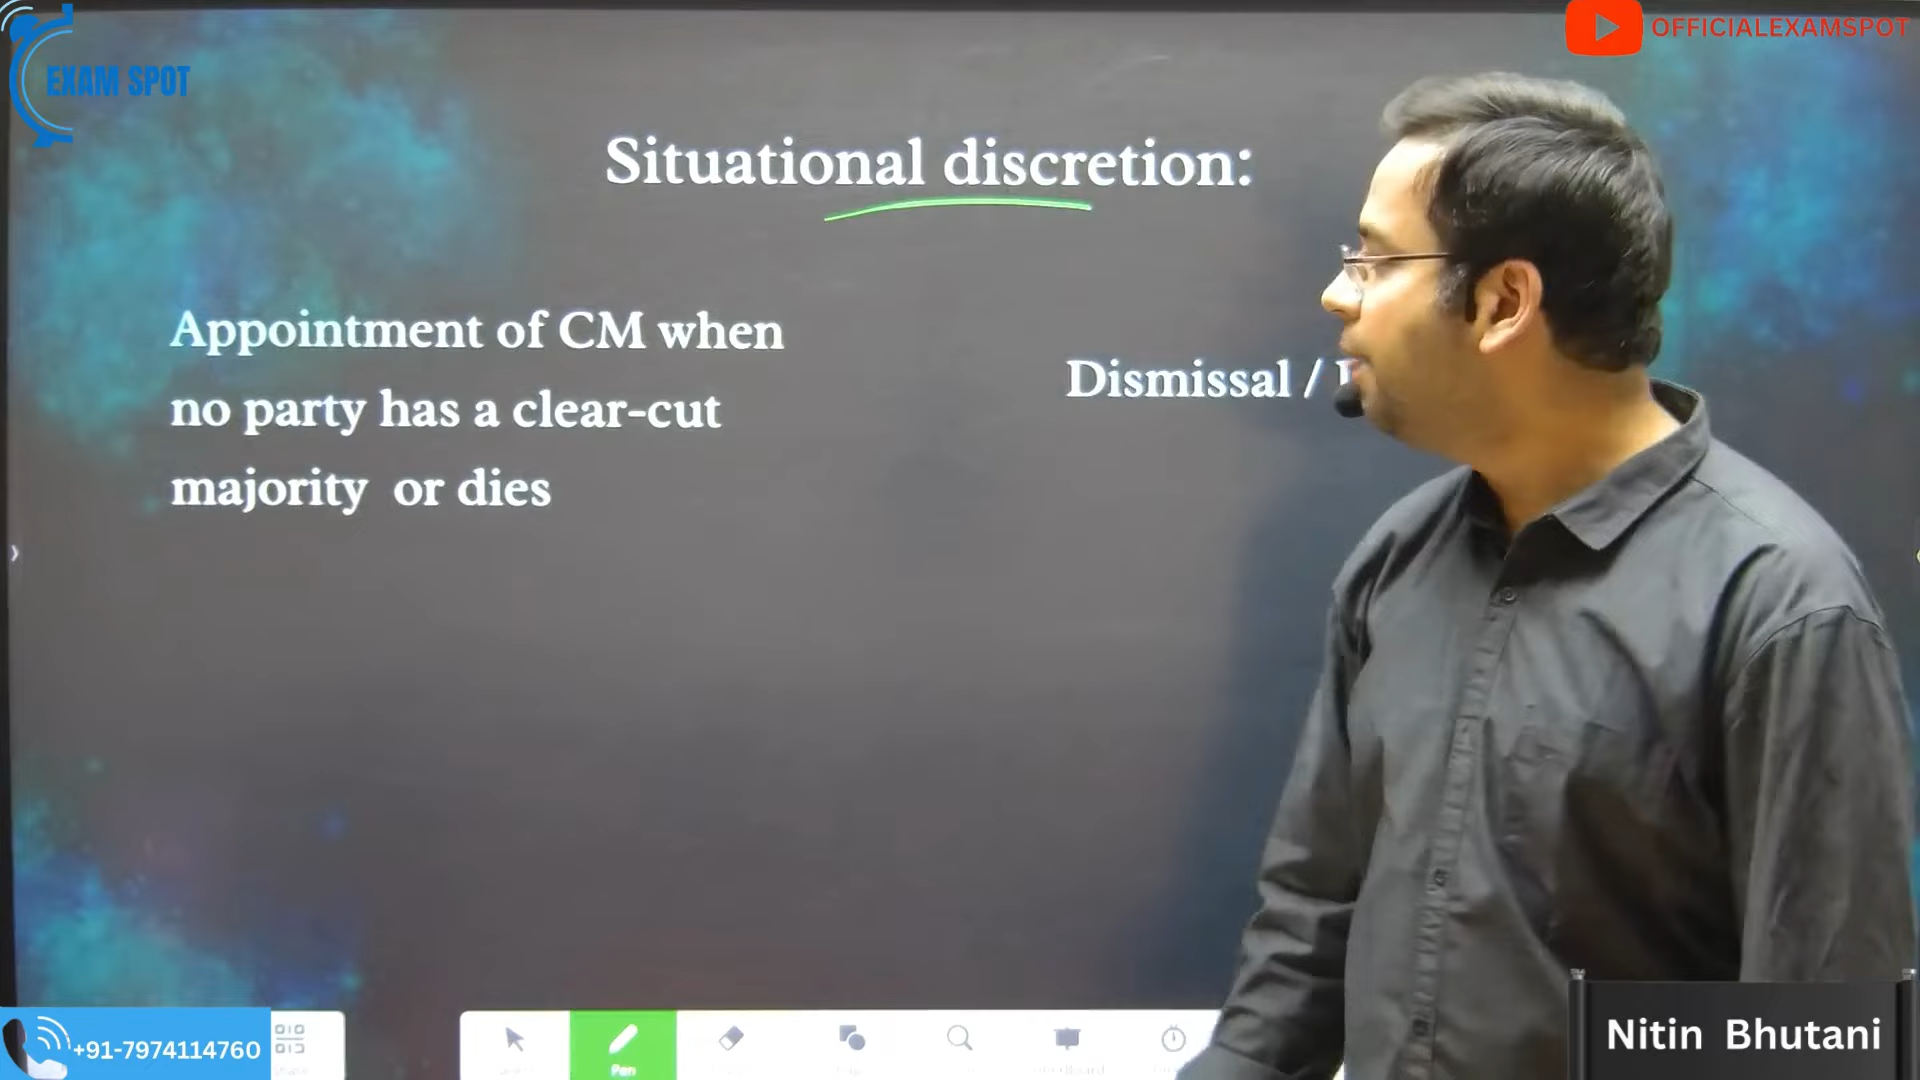 EXAM SPOT
OFFICIALEXAMSPOT
Situational discretion:
Appointment of CM when
no party has a clear-cut
majority or dies
Dismissal /
+91-7974114760
Pen
Nitin Bhutani